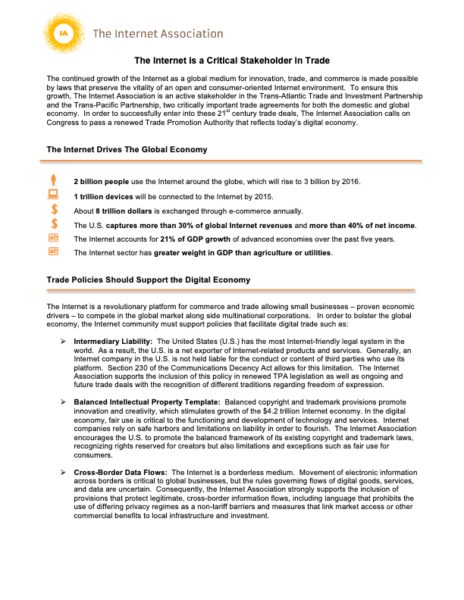 IA The Internet Association
The Internet is a Critical Stakeholder in Trade
The continued growth of the Internet as a global medium for innovation, trade, and commerce is made possible
by laws that preserve the vitality of an open and consumer-oriented Internet environment. To ensure this
growth, The Internet Association is an active stakeholder in the Trans-Atlantic Trade and Investment Partnership
and the Trans-Pacific Partnership, two critically important trade agreements for both the domestic and global
economy. In order to successfully enter into these 21st century trade deals, The Internet Association calls on
Congress to pass a renewed Trade Promotion Authority that reflects today's digital economy.
The Internet Drives The Global Economy
2 billion people use the Internet around the globe, which will rise to 3 billion by 2016.
1 trillion devices will be connected to the Internet by 2015.
$ About 8 trillion dollars is exchanged through e-commerce annually.
$ The U.S. captures more than 30% of global Internet revenues and more than 40% of net income.
The Internet accounts for 21% of GDP growth of advanced economies over the past five years.
The Internet sector has greater weight in GDP than agriculture or utilities.
Trade Policies Should Support the Digital Economy
The Internet is a revolutionary platform for commerce and trade allowing small businesses – proven economic
drivers – to compete in the global market along side multinational corporations. In order to bolster the global
economy, the Internet community must support policies that facilitate digital trade such as:
➢ Intermediary Liability: The United States (U.S.) has the most Internet-friendly legal system in the
world. As a result, the U.S. is a net exporter of Internet-related products and services. Generally, an
Internet company in the U.S. is not held liable for the conduct or content of third parties who use its
platform. Section 230 of the Communications Decency Act allows for this limitation. The Internet
Association supports the inclusion of this policy in renewed TPA legislation as well as ongoing and
future trade deals with the recognition of different traditions regarding freedom of expression.
➢ Balanced Intellectual Property Template: Balanced copyright and trademark provisions promote
innovation and creativity, which stimulates growth of the $4.2 trillion Internet economy. In the digital
economy, fair use is critical to the functioning and development of technology and services. Internet
companies rely on safe harbors and limitations on liability in order to flourish. The Internet Association
encourages the U.S. to promote the balanced framework of its existing copyright and trademark laws,
recognizing rights reserved for creators but also limitations and exceptions such as fair use for
consumers.
➢ Cross-Border Data Flows: The Internet is a borderless medium. Movement of electronic information
across borders is critical to global businesses, but the rules governing flows of digital goods, services,
and data are uncertain. Consequently, the Internet Association strongly supports the inclusion of
provisions that protect legitimate, cross-border information flows, including language that prohibits the
use of differing privacy regimes as a non-tariff barriers and measures that link market access or other
commercial benefits to local infrastructure and investment.